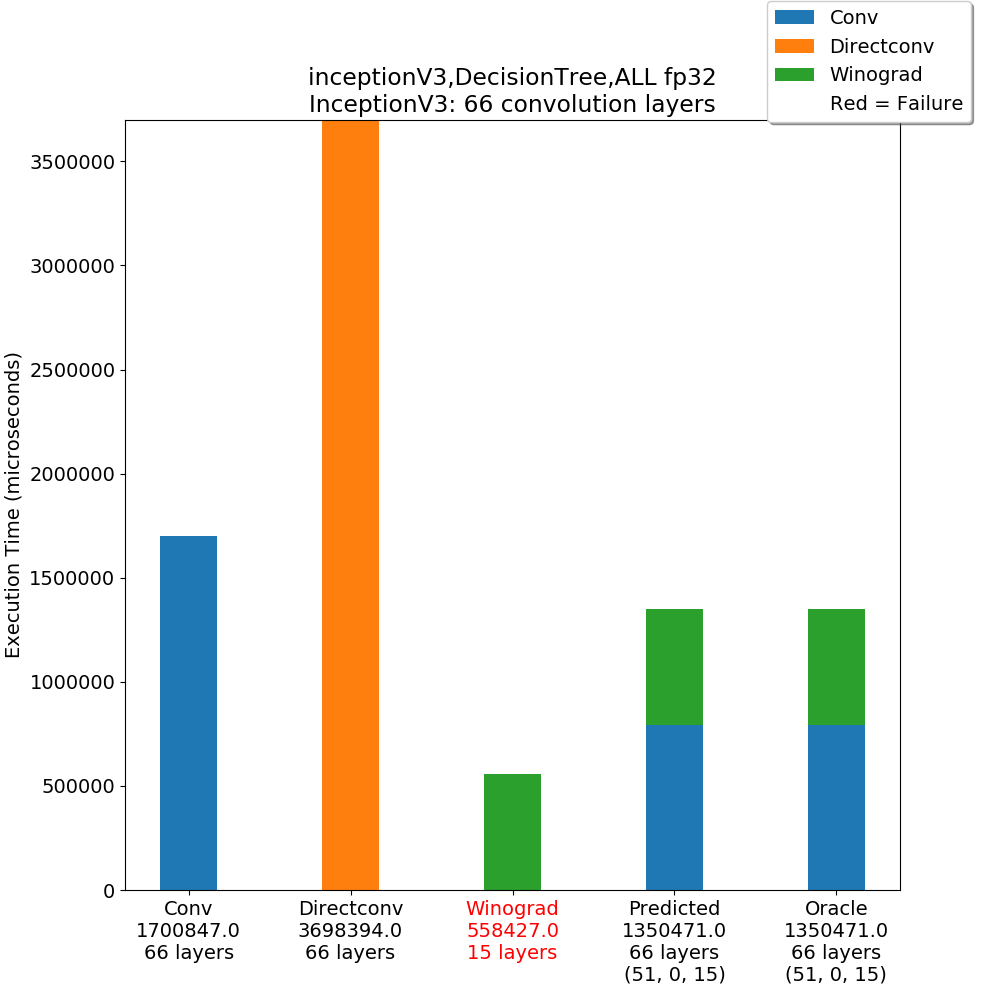 Conv
Directconv
Winograd
Red = Failure
inceptionV3,DecisionTree,ALL fp32
InceptionV3: 66 convolution layers
Execution Time (microseconds)
3500000
3000000
2500000
2000000
1500000
1000000
500000
0
Conv
1700847.0
66 layers
Directconv
3698394.0
66 layers
Winograd
558427.0
15 layers
Predicted
1350471.0
66 layers
(51, 0, 15)
Oracle
1350471.0
66 layers
(51, 0, 15)